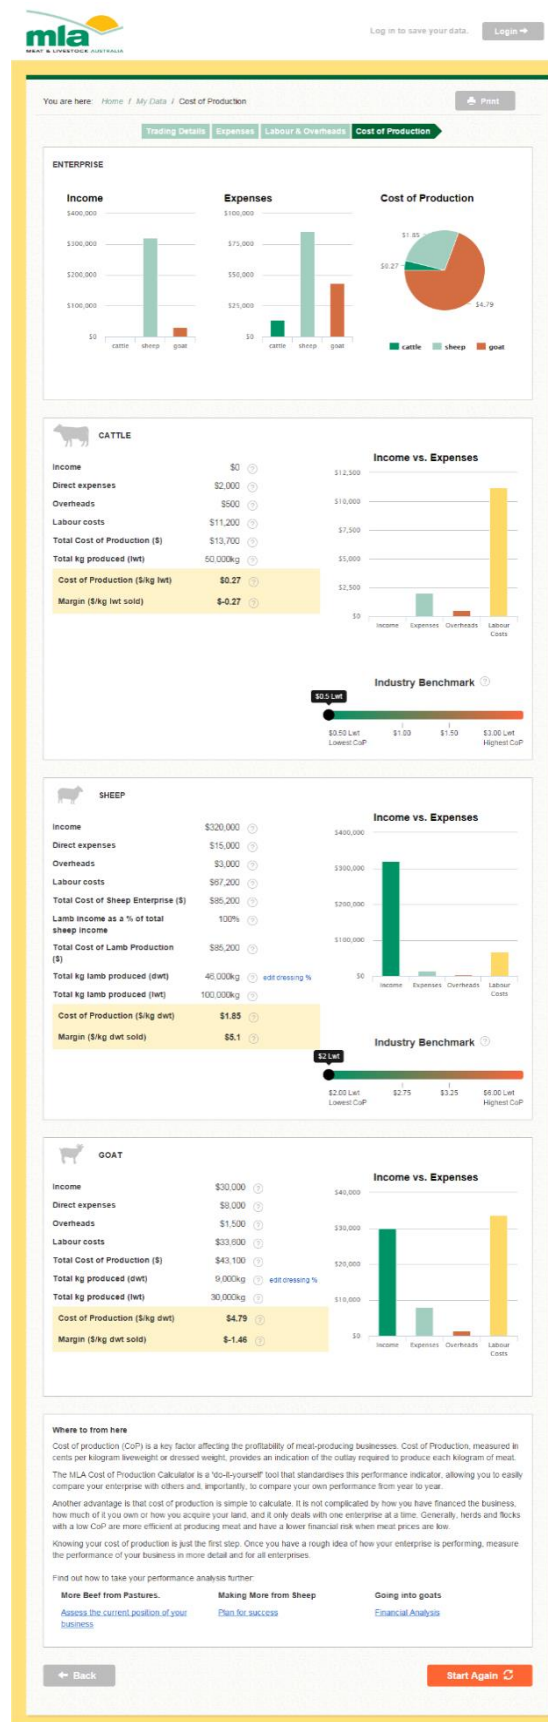 mla
MEAT & LIVESTOCK AUSTRALIA
Log in to save your data.
Login
You are here: Home / My Data / Cost of Production
Print
Trading Details
Expenses
Labour & Overheads
Cost of Production
ENTERPRISE
Income
$400,000
$300,000
$200,000
$100,000
$0
cattle sheep goat
Expenses
$100,000
$75,000
$50,000
$25,000
$0
cattle sheep goat
Cost of Production
$1.85
$0.27
$4.79
cattle sheep goat
CATTLE
Income $0
Direct expenses $2,000
Overheads $500
Labour costs $11,200
Total Cost of Production ($) $13,700
Total kg produced (lwt) 50,000kg
Cost of Production ($/kg lwt) $0.27
Margin ($/kg lwt sold) $-0.27
Income vs. Expenses
$12,500
$10,000
$7,500
$5,000
$2,500
$0
Income Expenses Overheads Labour
Costs
Industry Benchmark
$0.5 Lwt
$0.50 Lwt $1.00 $1.50 $3.00 Lwt
Lowest CoP Highest CoP
SHEEP
Income $320,000
Direct expenses $15,000
Overheads $3,000
Labour costs $67,200
Total Cost of Sheep Enterprise ($) $85,200
Lamb income as a % of total 100%
sheep income
Total Cost of Lamb Production $85,200
($)
Total kg lamb produced (dwt) 46,000kg edit dressing %
Total kg lamb produced (lwt) 100,000kg
Cost of Production ($/kg dwt) $1.85
Margin ($/kg dwt sold) $5.1
Income vs. Expenses
$400,000
$300,000
$200,000
$100,000
$0
Income Expenses Overheads Labour
Costs
Industry Benchmark
$2 Lwt
$2.00 Lwt $2.75 $3.25 $6.00 Lwt
Lowest CoP Highest CoP
GOAT
Income $30,000
Direct expenses $8,000
Overheads $1,500
Labour costs $33,600
Total Cost of Production ($) $43,100
Total kg produced (dwt) 9,000kg edit dressing %
Total kg produced (lwt) 30,000kg
Cost of Production ($/kg dwt) $4.79
Margin ($/kg dwt sold) $-1.46
Income vs. Expenses
$40,000
$30,000
$20,000
$10,000
$0
Income Expenses Overheads Labour
Costs
Where to from here
Cost of production (CoP) is a key factor affecting the profitability of meat-producing businesses. Cost of Production, measured in
cents per kilogram liveweight or dressed weight, provides an indication of the outlay required to produce each kilogram of meat.
The MLA Cost of Production Calculator is a 'do-it-yourself' tool that standardises this performance indicator, allowing you to easily
compare your enterprise with others and, importantly, to compare your own performance from year to year.
Another advantage is that cost of production is simple to calculate. It is not complicated by how you have financed the business,
how much of it you own or how you acquire your land, and it only deals with one enterprise at a time. Generally, herds and flocks
with a low CoP are more efficient at producing meat and have a lower financial risk when meat prices are low.
Knowing your cost of production is just the first step. Once you have a rough idea of how your enterprise is performing, measure
the performance of your business in more detail and for all enterprises.
Find out how to take your performance analysis further:
More Beef from Pastures. Making More from Sheep Going into goats
Assess the current position of your Plan for success Financial Analysis
business
Back
Start Again